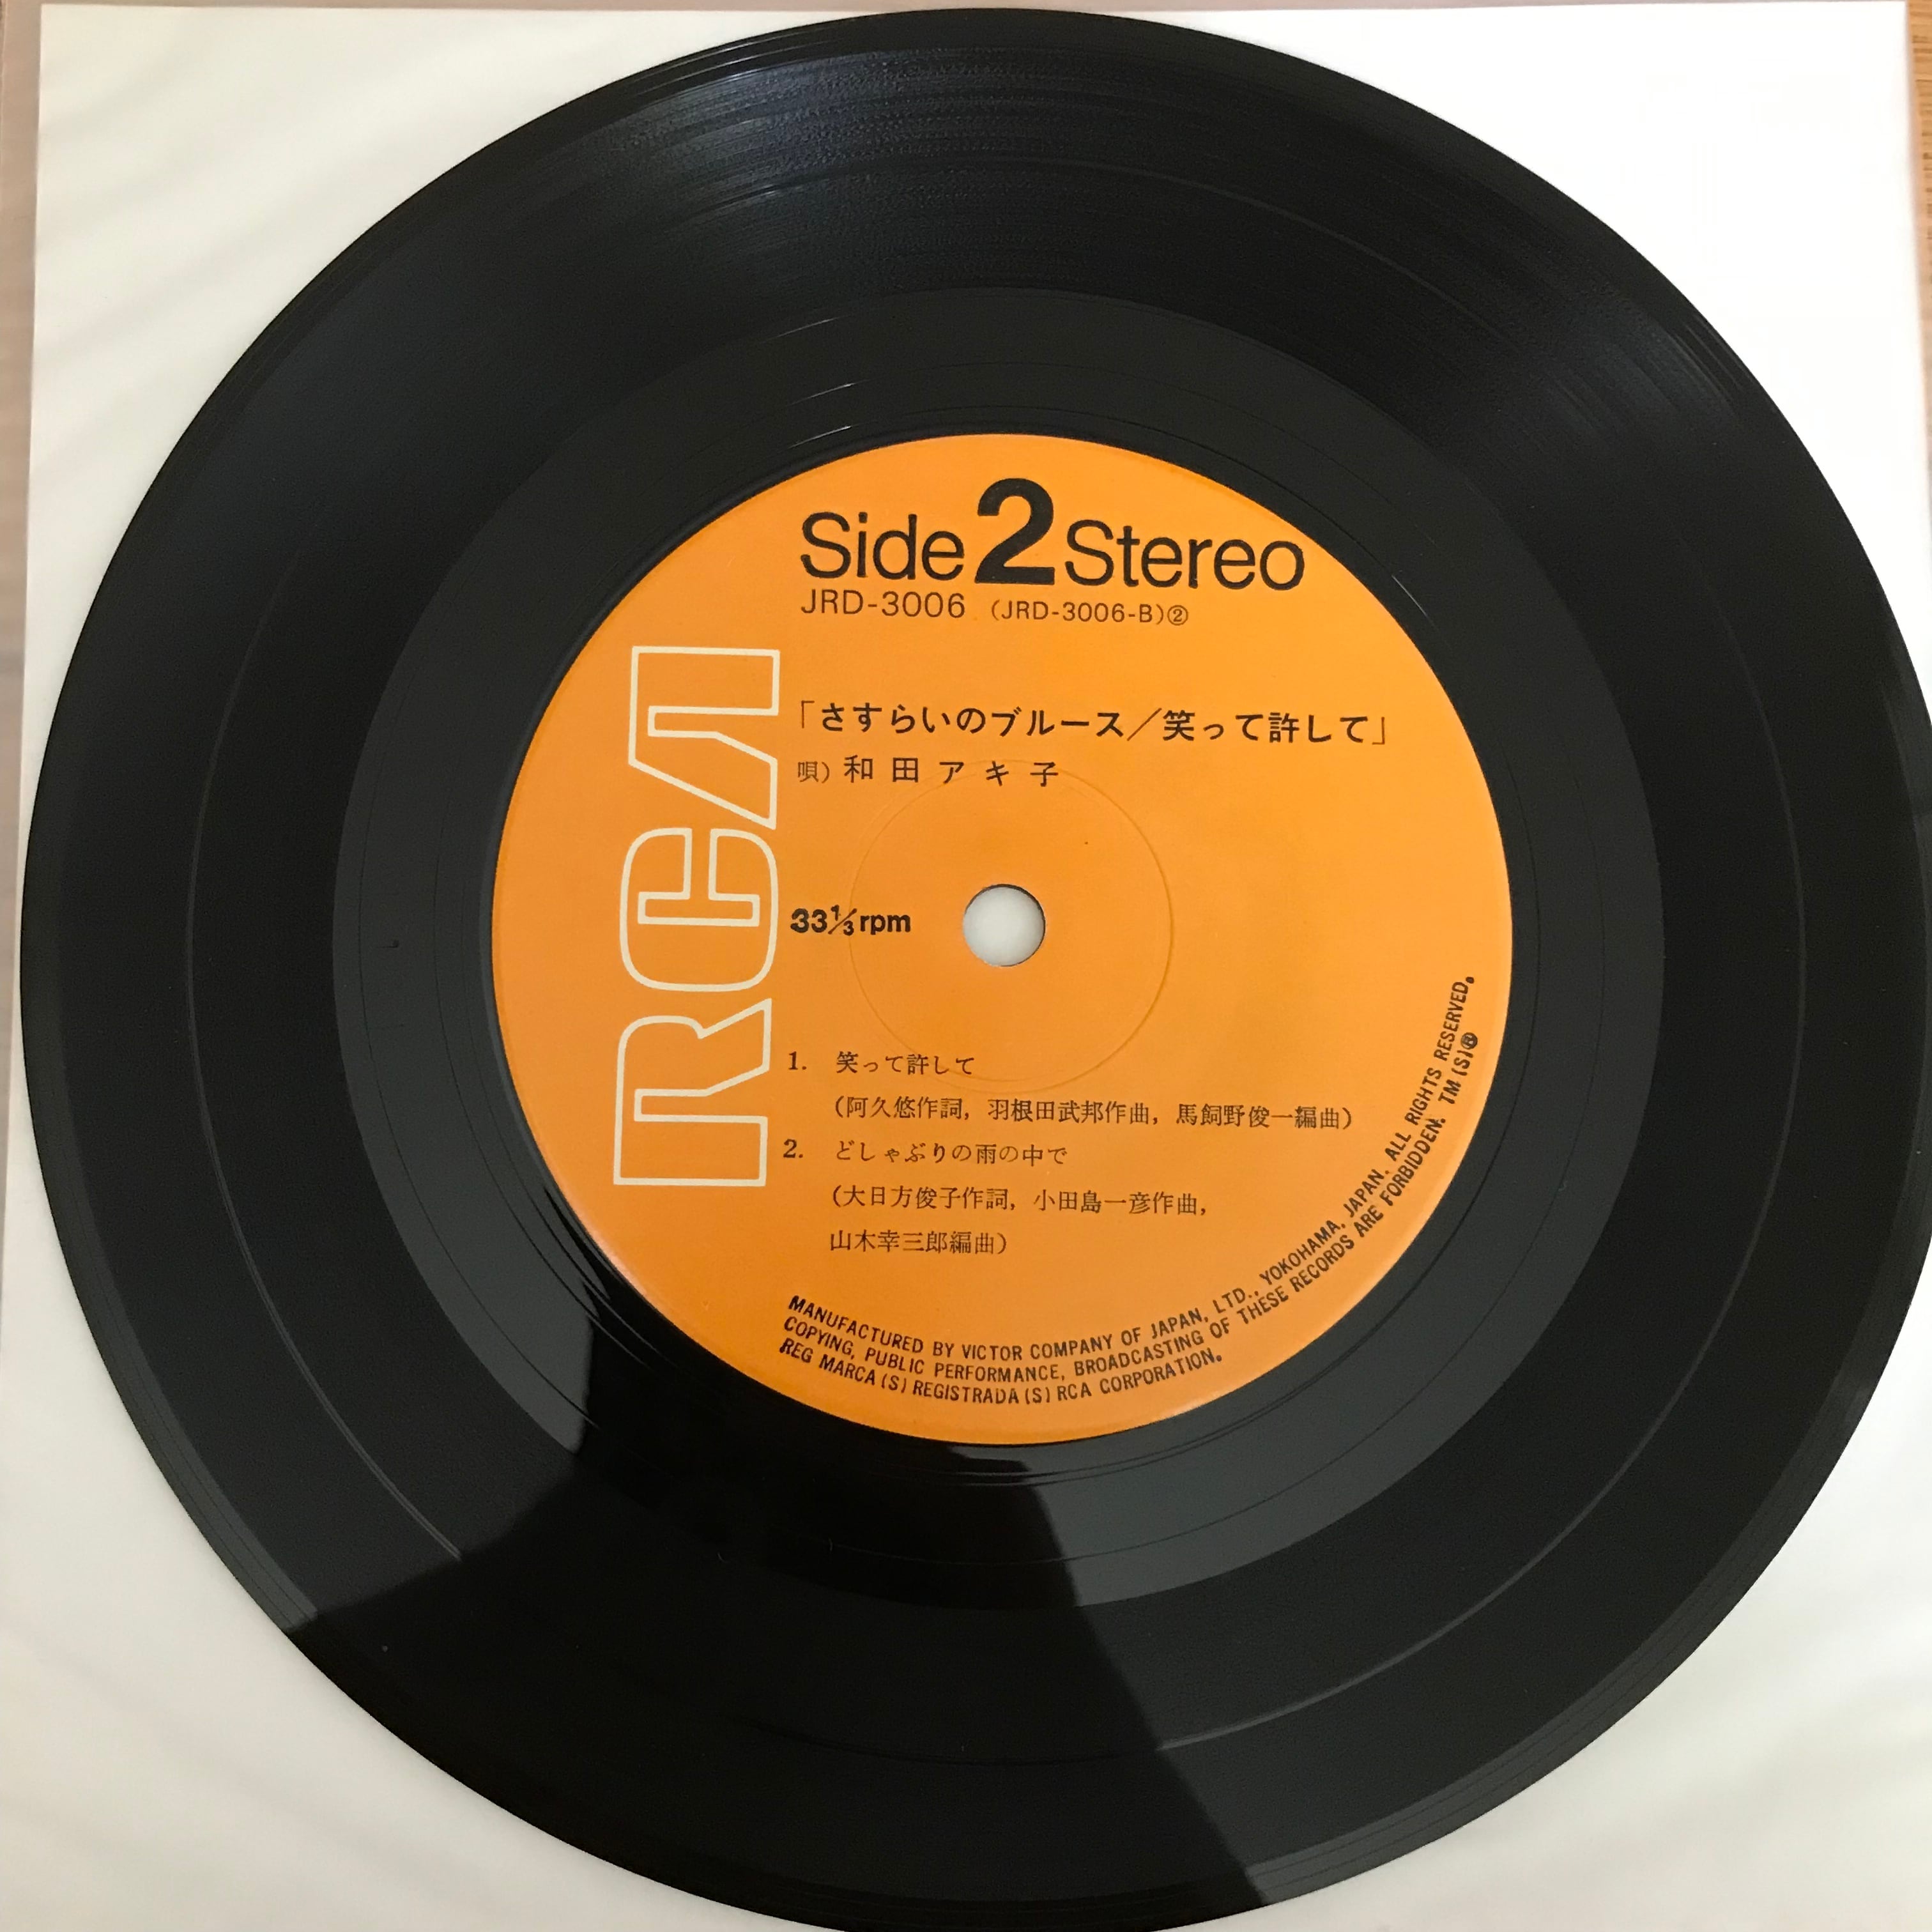 Side 2 Stereo
JRD-3006 (JRD-3006-B)②
「さすらいのブルース／笑って許して」
唄) 和田アキ子
RCA
33⅓rpm
1. 笑って許して
(阿久悠作詞, 羽根田武邦作曲, 馬飼野俊一編曲)
2. どしゃぶりの雨の中で
(大日方俊子作詞, 小田島一彦作曲,
山木幸三郎編曲)
MANUFACTURED BY VICTOR COMPANY OF JAPAN, LTD., YOKOHAMA, JAPAN. ALL RIGHTS RESERVED.
COPYING, PUBLIC PERFORMANCE, BROADCASTING OF THESE RECORDS ARE FORBIDDEN. TM (S)®
REG MARCA (S) REGISTRADA (S) RCA CORPORATION.